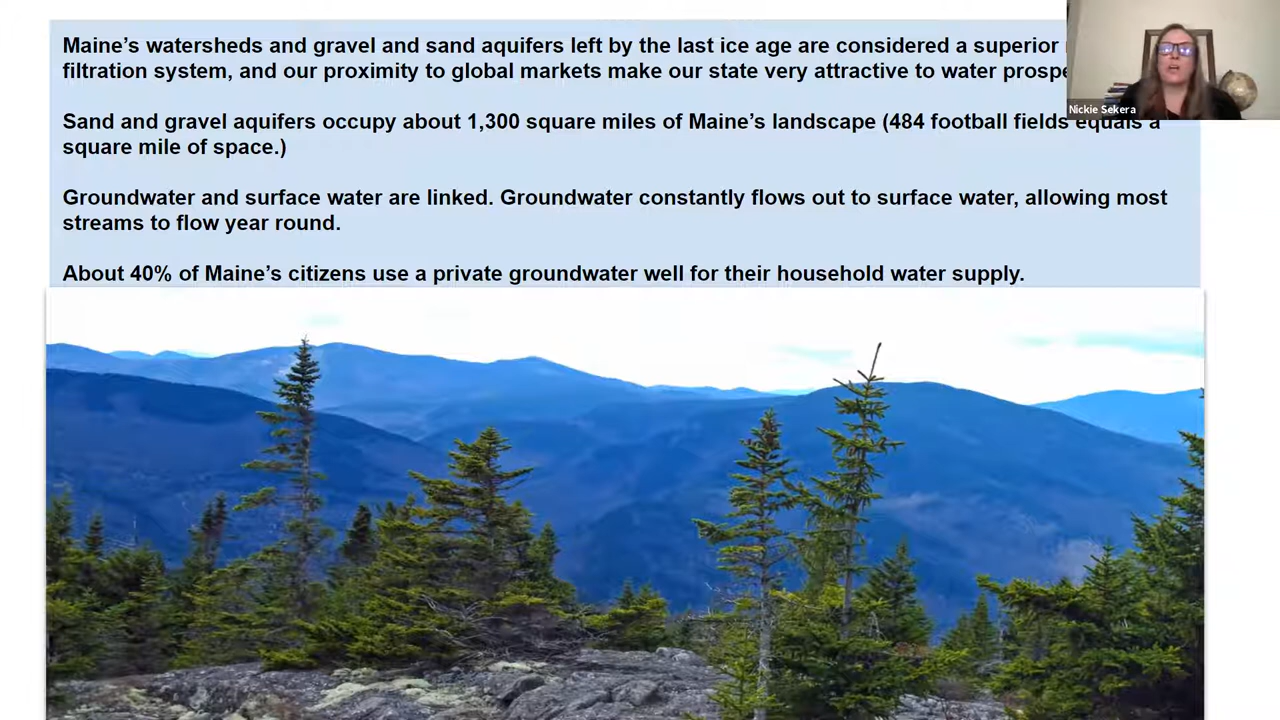 Maine's watersheds and gravel and sand aquifers left by the last ice age are considered a superior
filtration system, and our proximity to global markets make our state very attractive to water
Sand and gravel aquifers occupy about 1,300 square miles of Maine's landscape (484 football fields equals a
square mile of space.)
Groundwater and surface water are linked. Groundwater constantly flows out to surface water, allowing most
streams to flow year round.
About 40% of Maine's citizens use a private groundwater well for their household water supply.
Nickie Sekera